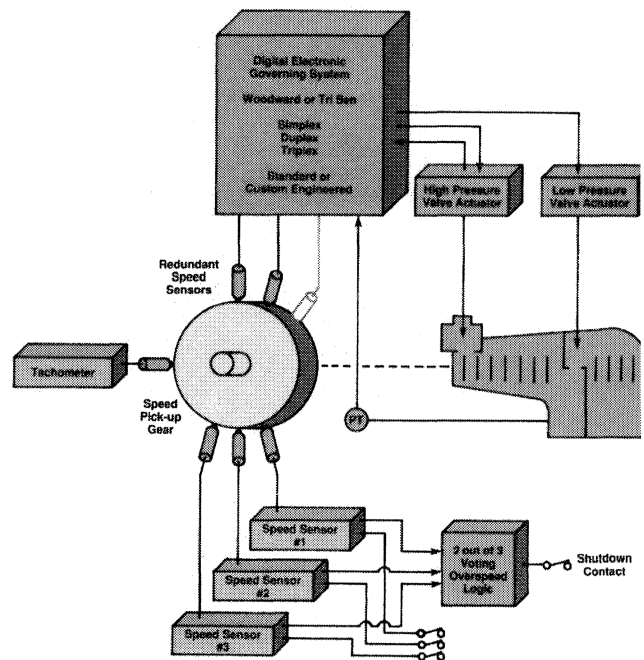 Digital Electronic
Governing System
Woodward or Tri Sen
Simplex
Duplex
Triplex
Standard or
Custom Engineered
High Pressure
Valve Actuator
Low Pressure
Valve Actuator
Redundant
Speed
Sensors
Tachometer
Speed
Pick-up
Gear
PT
Speed Sensor
#1
Speed Sensor
#2
Speed Sensor
#3
2 out of 3
Voting
Overspeed
Logic
Shutdown
Contact